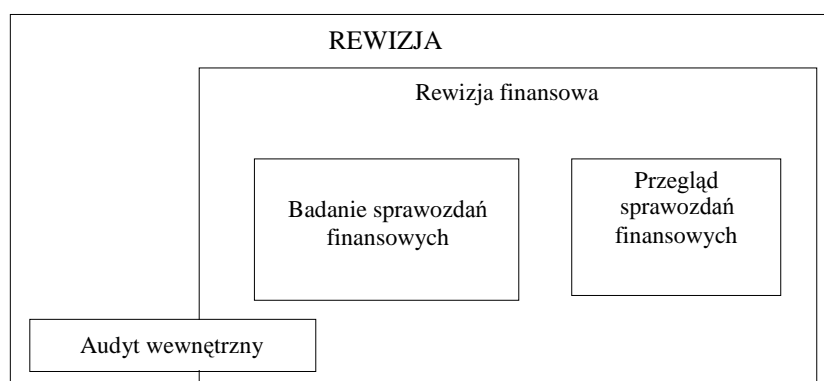 REWIZJA
Rewizja finansowa
Badanie sprawozdań
finansowych
Przegląd
sprawozdań
finansowych
Audyt wewnętrzny